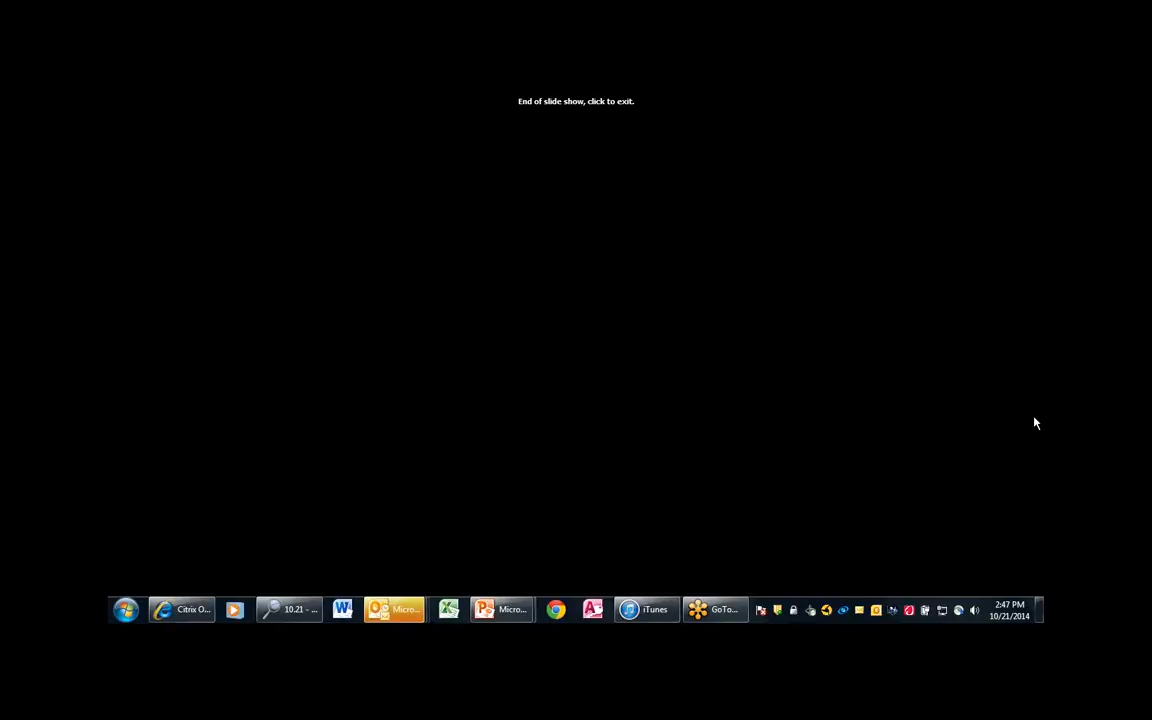 End of slide show, click to exit.
Citrix O...
10.21 - ...
Micro...
Micro...
iTunes
GoTo...
2:47 PM
10/21/2014